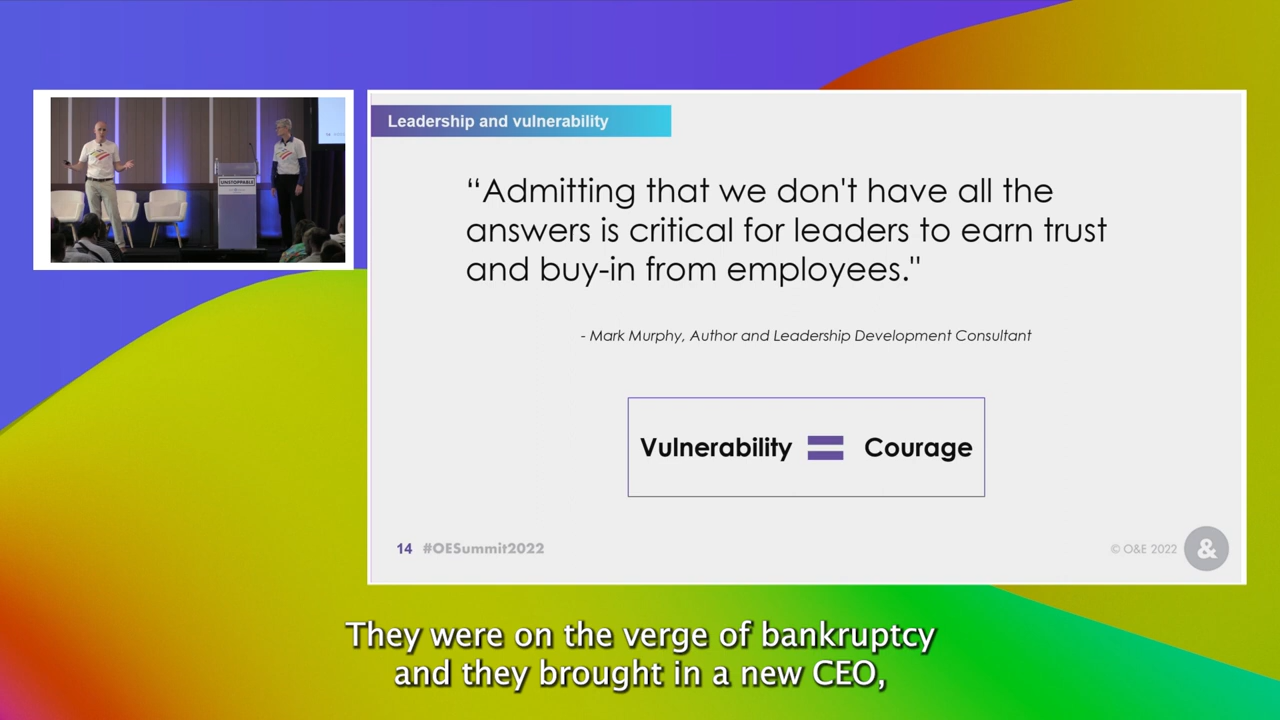 Leadership and vulnerability
“Admitting that we don't have all the
answers is critical for leaders to earn trust
and buy-in from employees."
- Mark Murphy, Author and Leadership Development Consultant
Vulnerability = Courage
14 #OESummit2022
© O&E 2022 &
UNSTOPPABLE
They were on the verge of bankruptcy
and they brought in a new CEO,